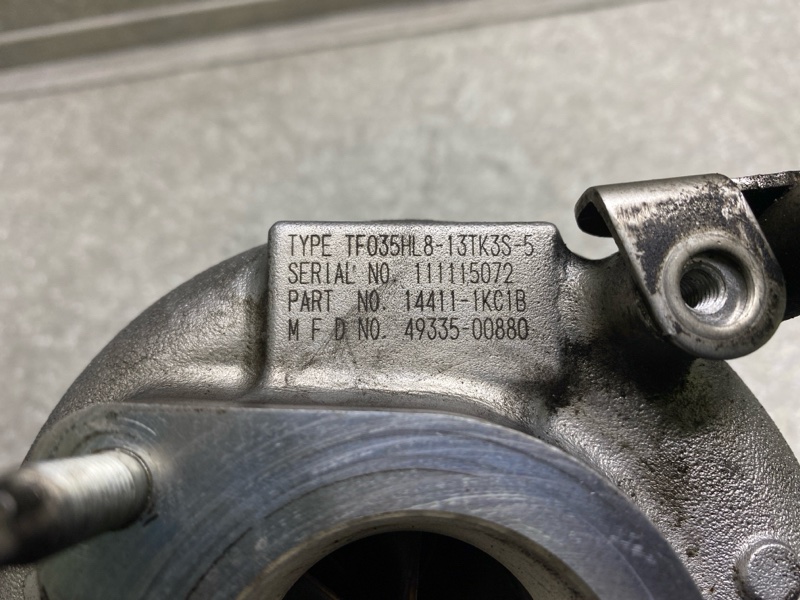 TYPE TF035HL8-13TK3S-5
SERIAL NO. 111115072
PART NO. 14411-1KC1B
M F D NO. 49335-00880